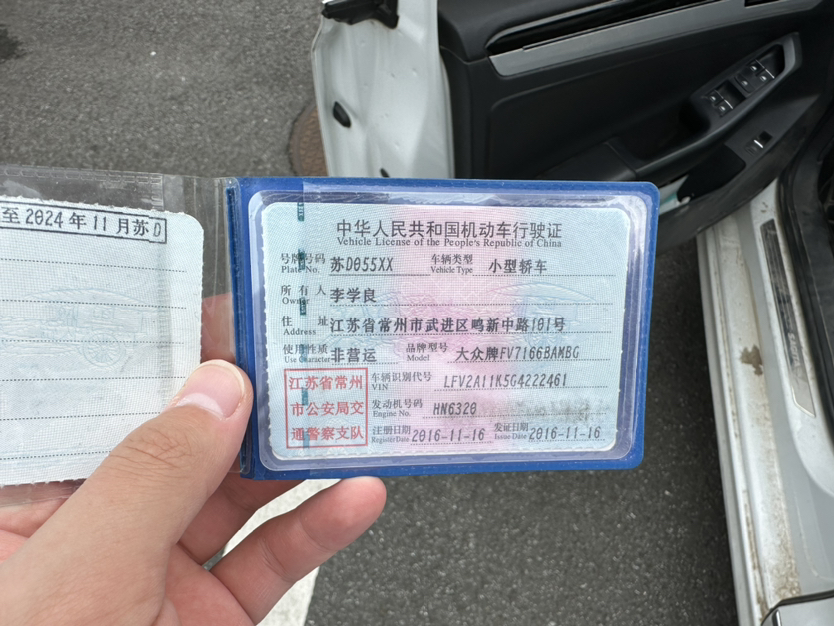 至 2024 年 11 月苏D
中华人民共和国机动车行驶证
Vehicle License of the People's Republic of China
号牌号码 苏D055XX 车辆类型 小型轿车
Plate No. Vehicle Type
所有人 李学良
Owner
住址 江苏省常州市武进区鸣新中路101号
Address
使用性质 非营运 品牌型号 大众牌FV7166BAMBG
Use Character Model
江苏省常州
市公安局交
通警察支队
车辆识别代号 LFV2A11K5G4222461
VIN
发动机号码 HN6320
Engine No.
注册日期 2016-11-16 发证日期 2016-11-16
Register Date Issue Date